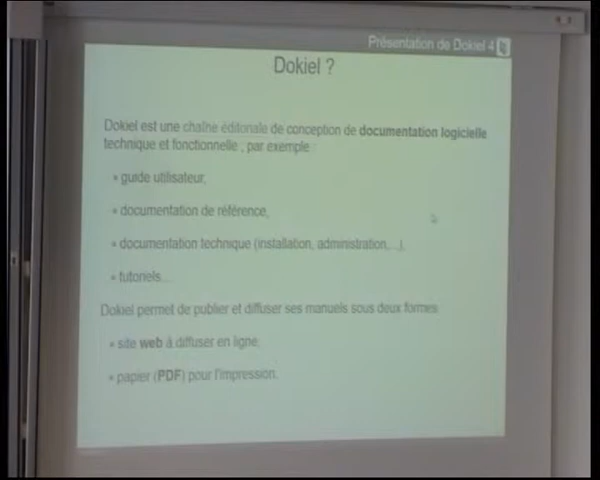 Présentation de Dokiel 4
Dokiel ?
Dokiel est une chaîne éditoriale de conception de documentation logicielle
technique et fonctionnelle , par exemple :
guide utilisateur,
documentation de référence,
documentation technique (installation, administration,...),
tutoriels...
Dokiel permet de publier et diffuser ses manuels sous deux formes
site web à diffuser en ligne
papier (PDF) pour l'impression.